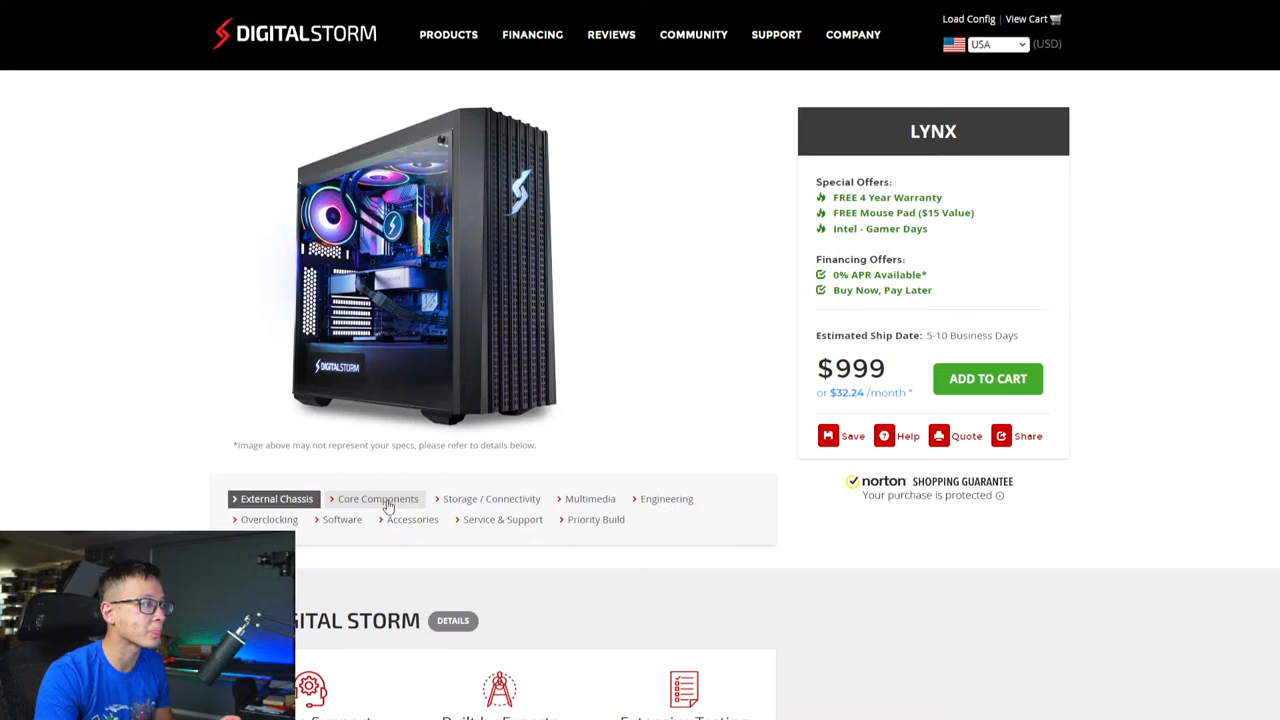 DIGITALSTORM
PRODUCTS FINANCING REVIEWS COMMUNITY SUPPORT COMPANY
Load Config | View Cart
USA (USD)
DIGITALSTORM
*Image above may not represent your specs, please refer to details below.
LYNX
Special Offers:
FREE 4 Year Warranty
FREE Mouse Pad ($15 Value)
Intel - Gamer Days
Financing Offers:
0% APR Available*
Buy Now, Pay Later
Estimated Ship Date: 5-10 Business Days
$999
or $32.24 /month *
ADD TO CART
Save Help Quote Share
norton SHOPPING GUARANTEE
Your purchase is protected
External Chassis Core Components Storage / Connectivity Multimedia Engineering
Overclocking Software Accessories Service & Support Priority Build
GITAL STORM DETAILS